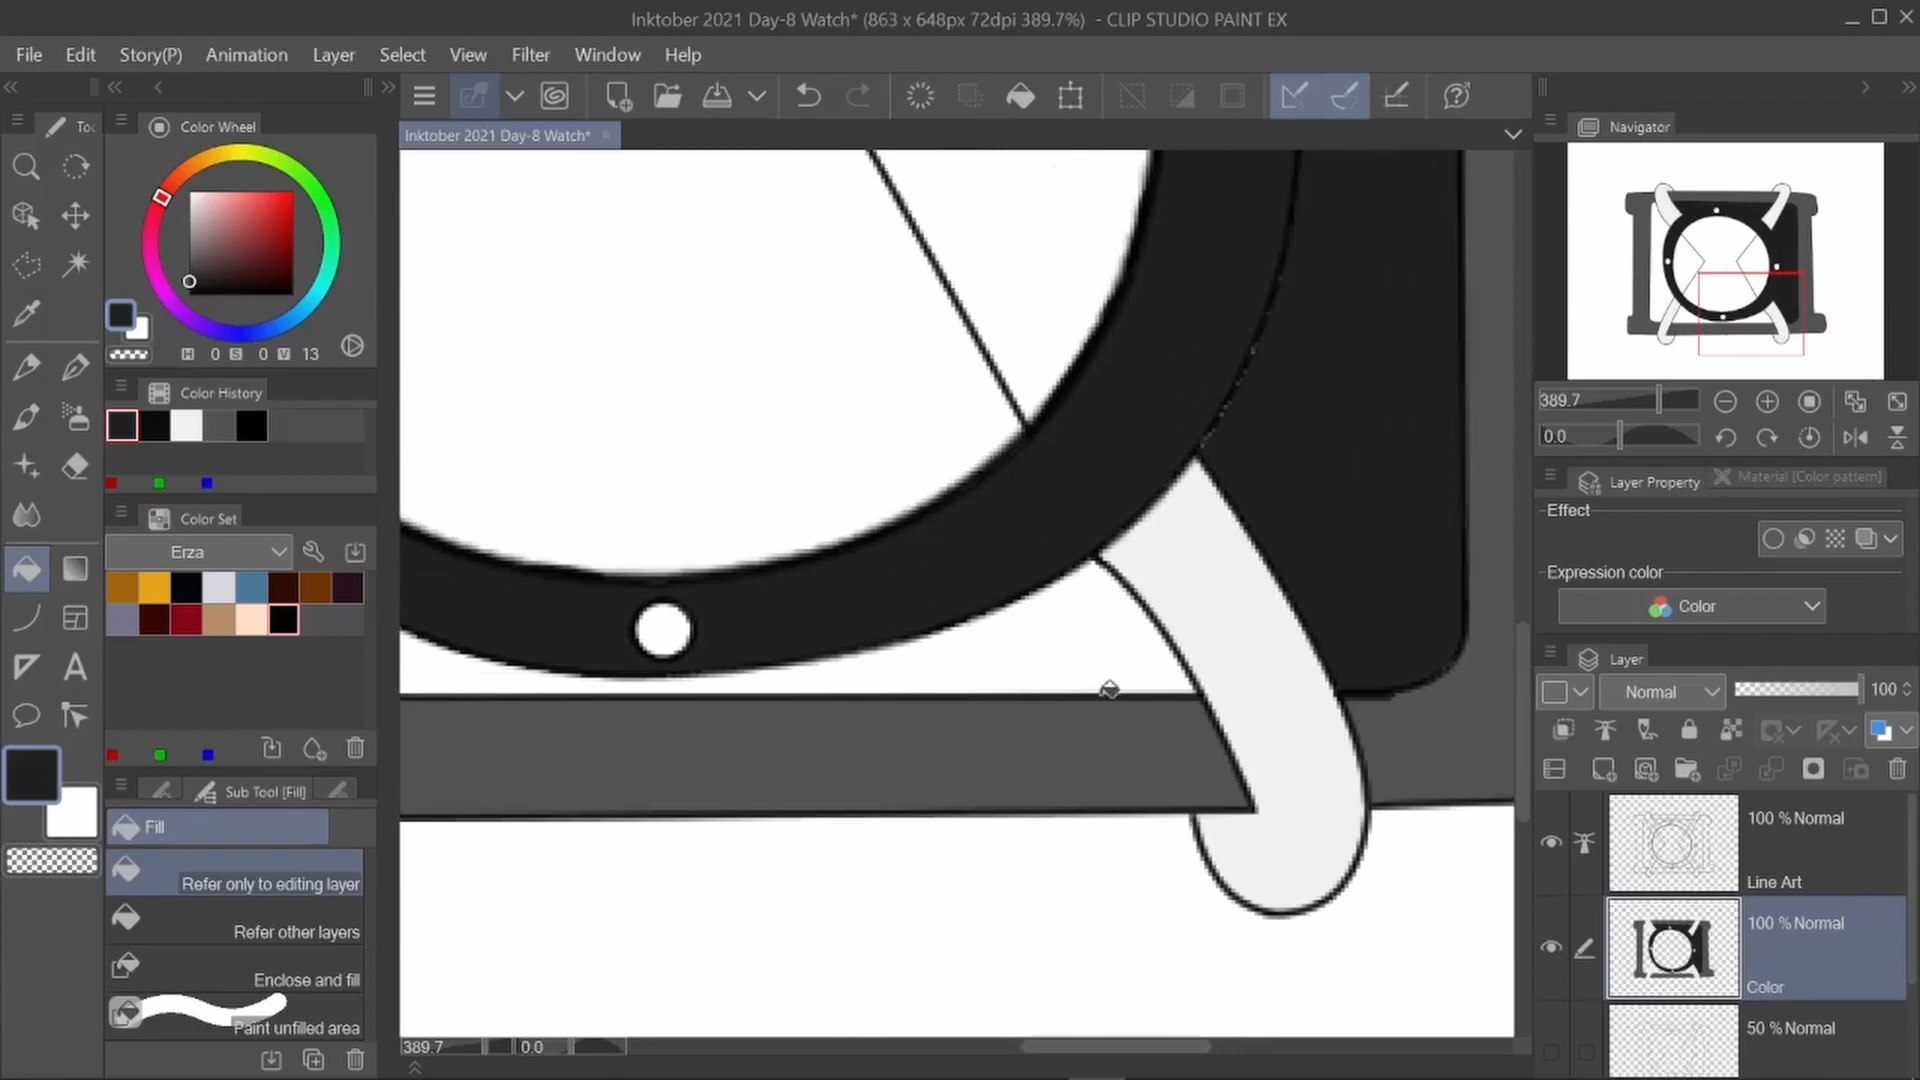 Inktober 2021 Day-8 Watch* (863 x 648px 72dpi 389.7%) - CLIP STUDIO PAINT EX
File Edit Story(P) Animation Layer Select View Filter Window Help
Inktober 2021 Day-8 Watch*
Color Wheel
H 0 S 0 V 13
Color History
Color Set
Erza
Sub Tool [Fill]
Fill
Refer only to editing layer
Refer other layers
Enclose and fill
Paint unfilled area
389.7 0.0
Navigator
389.7
0.0
Layer Property Material [Color pattern]
Effect
Expression color
Color
Layer
Normal 100
100 % Normal
Line Art
100 % Normal
Color
50 % Normal